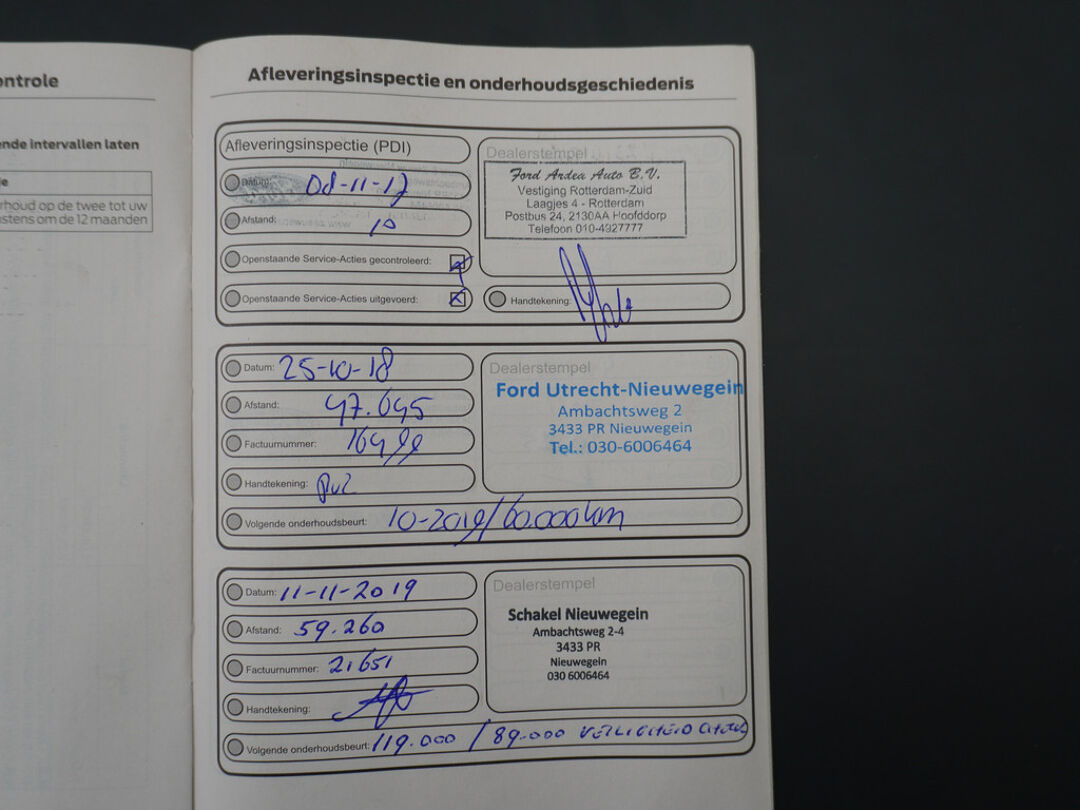 ontrole
ende intervallen laten
e
rhoud op de twee tot uw
stens om de 12 maanden
Afleveringsinspectie en onderhoudsgeschiedenis
Afleveringsinspectie (PDI)
Datum: 08-11-17
Afstand: 10
Openstaande Service-Acties gecontroleerd:
Openstaande Service-Acties uitgevoerd:
Dealerstempel
Ford Ardea Auto B.V.
Vestiging Rotterdam-Zuid
Laagjes 4 - Rotterdam
Postbus 24, 2130AA Hoofddorp
Telefoon 010-4327777
Handtekening:
Datum: 25-10-18
Afstand: 47.645
Factuurnummer:
Handtekening:
Volgende onderhoudsbeurt: 10-2019/60.000km
Dealerstempel
Ford Utrecht-Nieuwegein
Ambachtsweg 2
3433 PR Nieuwegein
Tel.: 030-6006464
Datum: 11-11-2019
Afstand: 59.260
Factuurnummer: 21651
Handtekening:
Volgende onderhoudsbeurt: 119.000 / 89.000
Dealerstempel
Schakel Nieuwegein
Ambachtsweg 2-4
3433 PR
Nieuwegein
030 6006464